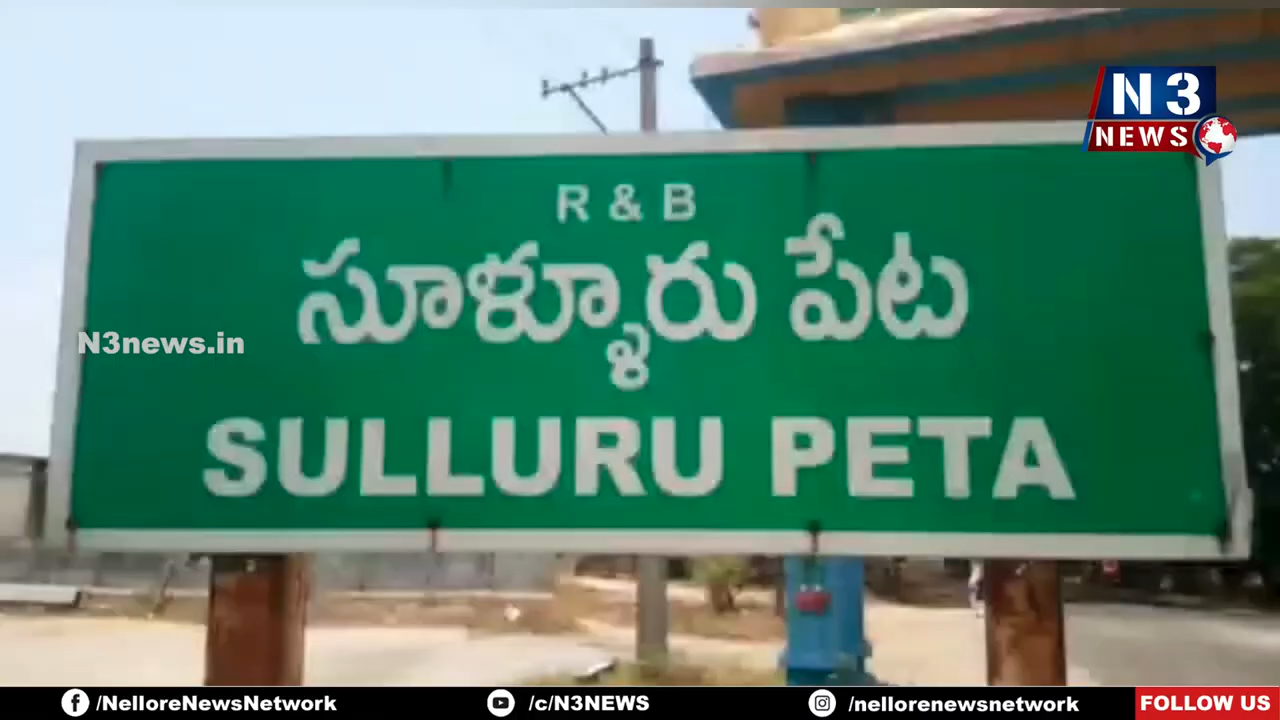 N3
NEWS
R & B
సూళ్ళూరు పేట
N3news.in
SULLURU PETA
/NelloreNewsNetwork
/c/N3NEWS
/nellorenewsnetwork
FOLLOW US